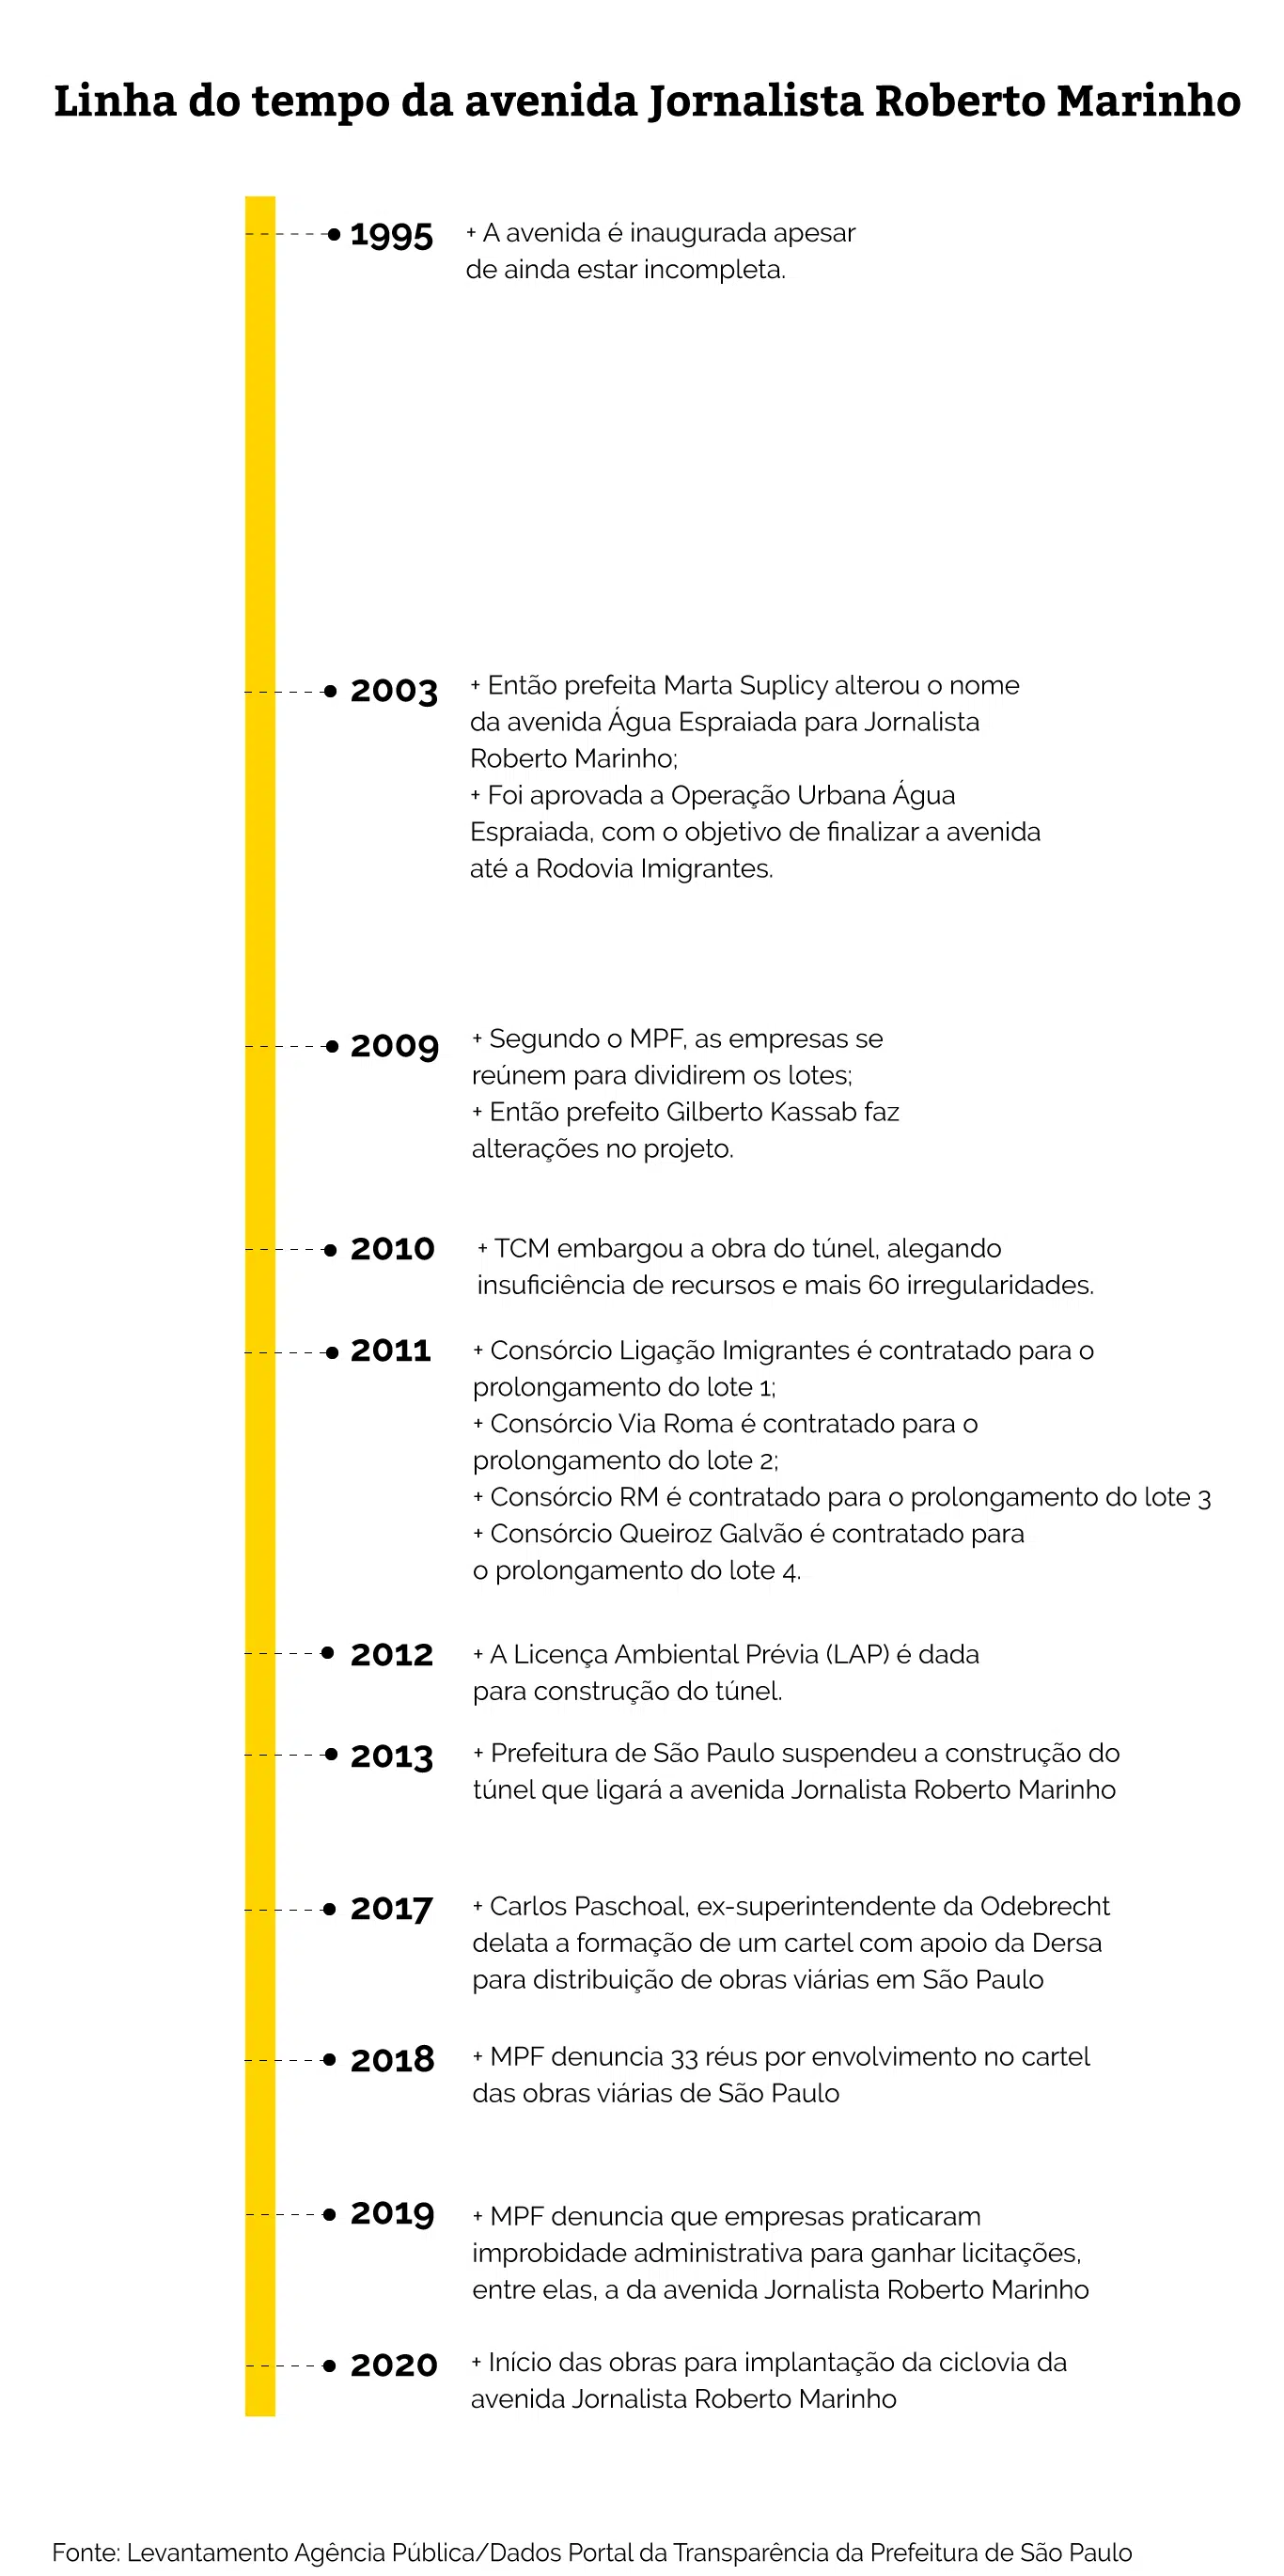 Linha do tempo da avenida Jornalista Roberto Marinho
1995
+ A avenida é inaugurada apesar
de ainda estar incompleta.
2003
+ Então prefeita Marta Suplicy alterou o nome
da avenida Água Espraiada para Jornalista
Roberto Marinho;
+ Foi aprovada a Operação Urbana Água
Espraiada, com o objetivo de finalizar a avenida
até a Rodovia Imigrantes.
2009
+ Segundo o MPF, as empresas se
reúnem para dividirem os lotes;
+ Então prefeito Gilberto Kassab faz
alterações no projeto.
2010
+ TCM embargou a obra do túnel, alegando
insuficiência de recursos e mais 60 irregularidades.
2011
+ Consórcio Ligação Imigrantes é contratado para o
prolongamento do lote 1;
+ Consórcio Via Roma é contratado para o
prolongamento do lote 2;
+ Consórcio RM é contratado para o prolongamento do lote 3
+ Consórcio Queiroz Galvão é contratado para
o prolongamento do lote 4.
2012
+ A Licença Ambiental Prévia (LAP) é dada
para construção do túnel.
2013
+ Prefeitura de São Paulo suspendeu a construção do
túnel que ligará a avenida Jornalista Roberto Marinho
2017
+ Carlos Paschoal, ex-superintendente da Odebrecht
delata a formação de um cartel com apoio da Dersa
para distribuição de obras viárias em São Paulo
2018
+ MPF denuncia 33 réus por envolvimento no cartel
das obras viárias de São Paulo
2019
+ MPF denuncia que empresas praticaram
improbidade administrativa para ganhar licitações,
entre elas, a da avenida Jornalista Roberto Marinho
2020
+ Início das obras para implantação da ciclovia da
avenida Jornalista Roberto Marinho
Fonte: Levantamento Agência Pública/Dados Portal da Transparência da Prefeitura de São Paulo